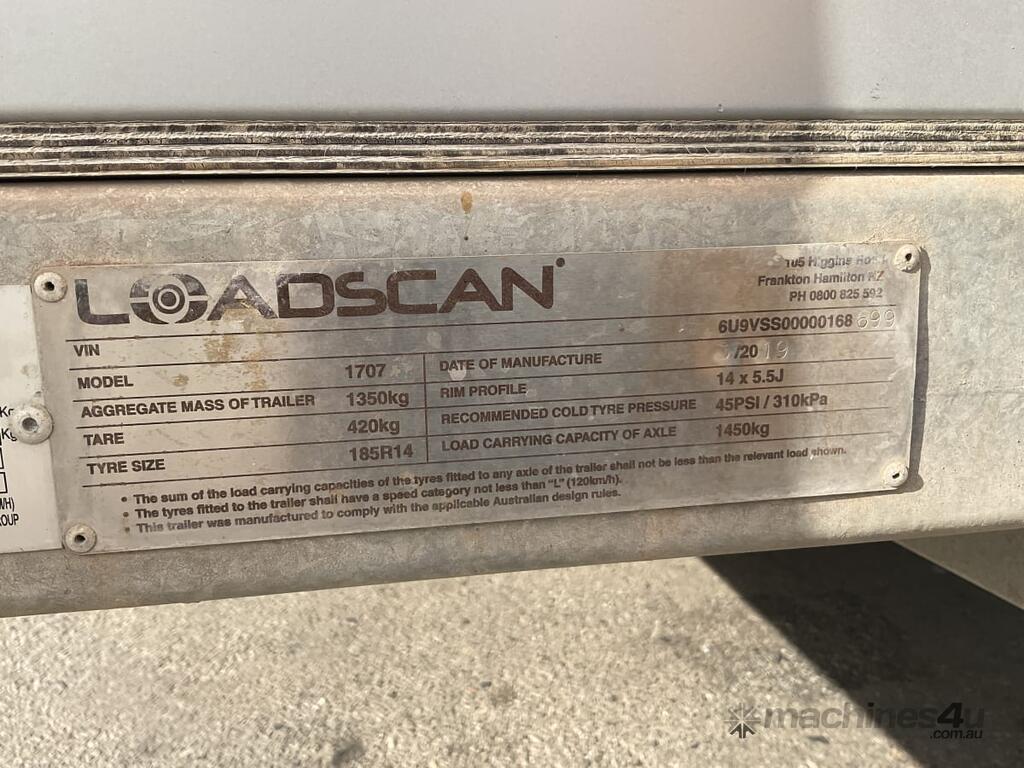 LOADSCAN
105 Higgins Road
Frankton Hamilton NZ
PH 0800 825 592
VIN 6U9VSS00000168699
MODEL 1707 DATE OF MANUFACTURE /2019
AGGREGATE MASS OF TRAILER 1350kg RIM PROFILE 14 x 5.5J
TARE 420kg RECOMMENDED COLD TYRE PRESSURE 45PSI / 310kPa
TYRE SIZE 185R14 LOAD CARRYING CAPACITY OF AXLE 1450kg
• The sum of the load carrying capacities of the tyres fitted to any axle of the trailer shall not be less than the relevant load shown.
• The tyres fitted to the trailer shall have a speed category not less than "L" (120km/h).
• This trailer was manufactured to comply with the applicable Australian design rules.
Kg
machines4u
.com.au